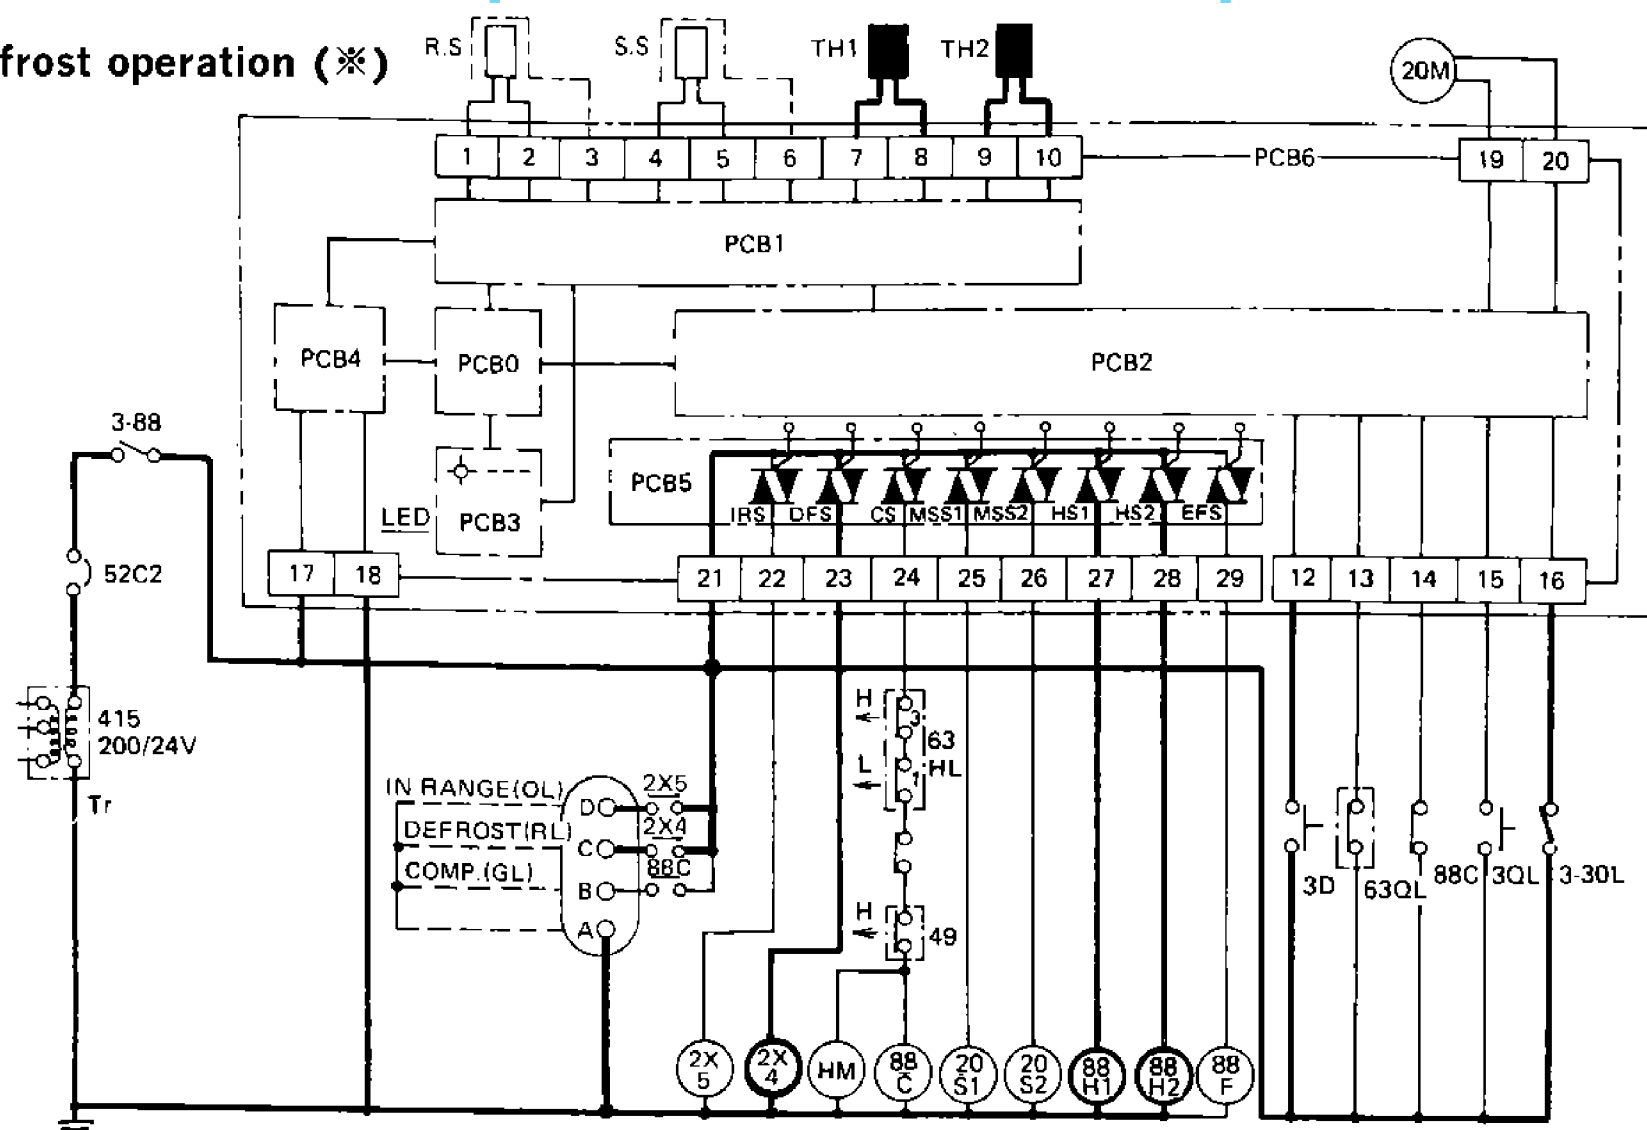 frost operation (※)
R.S
S.S
TH1
TH2
20M
1 2 3 4 5 6 7 8 9 10
PCB6
19 20
PCB1
PCB4
PCB0
PCB2
3-88
PCB5
LED
PCB3
IRS DFS CS MSS1 MSS2 HS1 HS2 EFS
52C2
17 18
21 22 23 24 25 26 27 28 29
12 13 14 15 16
415
200/24V
Tr
H
3
63
HL
L
1
IN RANGE(OL)
D
2X5
DEFROST(RL)
C
2X4
COMP.(GL)
B
88C
A
H
49
3D
63QL
88C
3QL
3-30L
2X
5
2X
4
HM
88
C
20
S1
20
S2
88
H1
88
H2
88
F